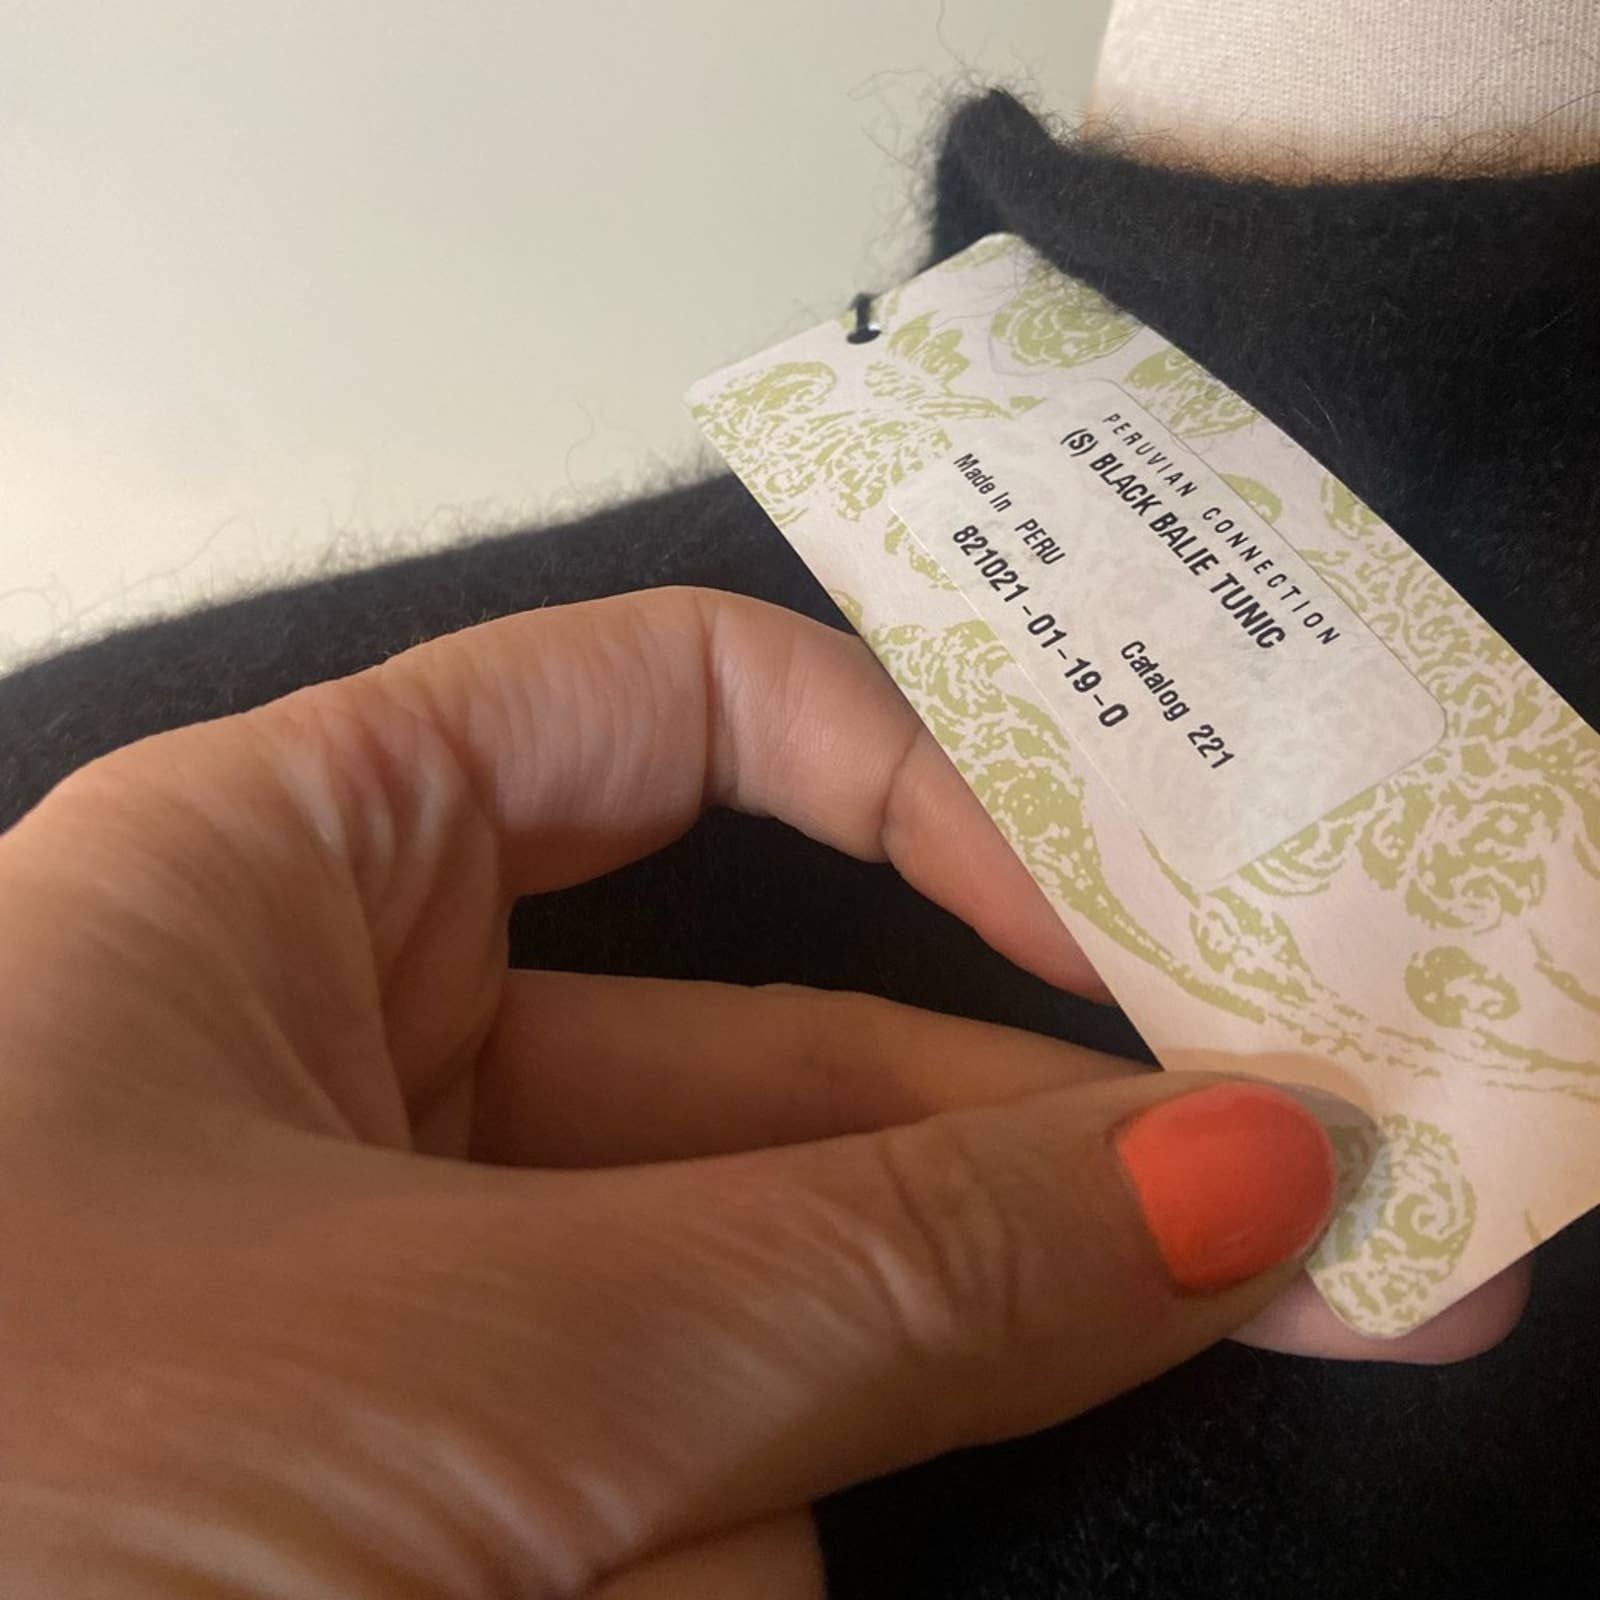 PERUVIAN CONNECTION
(S) BLACK BALIE TUNIC
Catalog 221
Made In PERU
821021-01-19-0